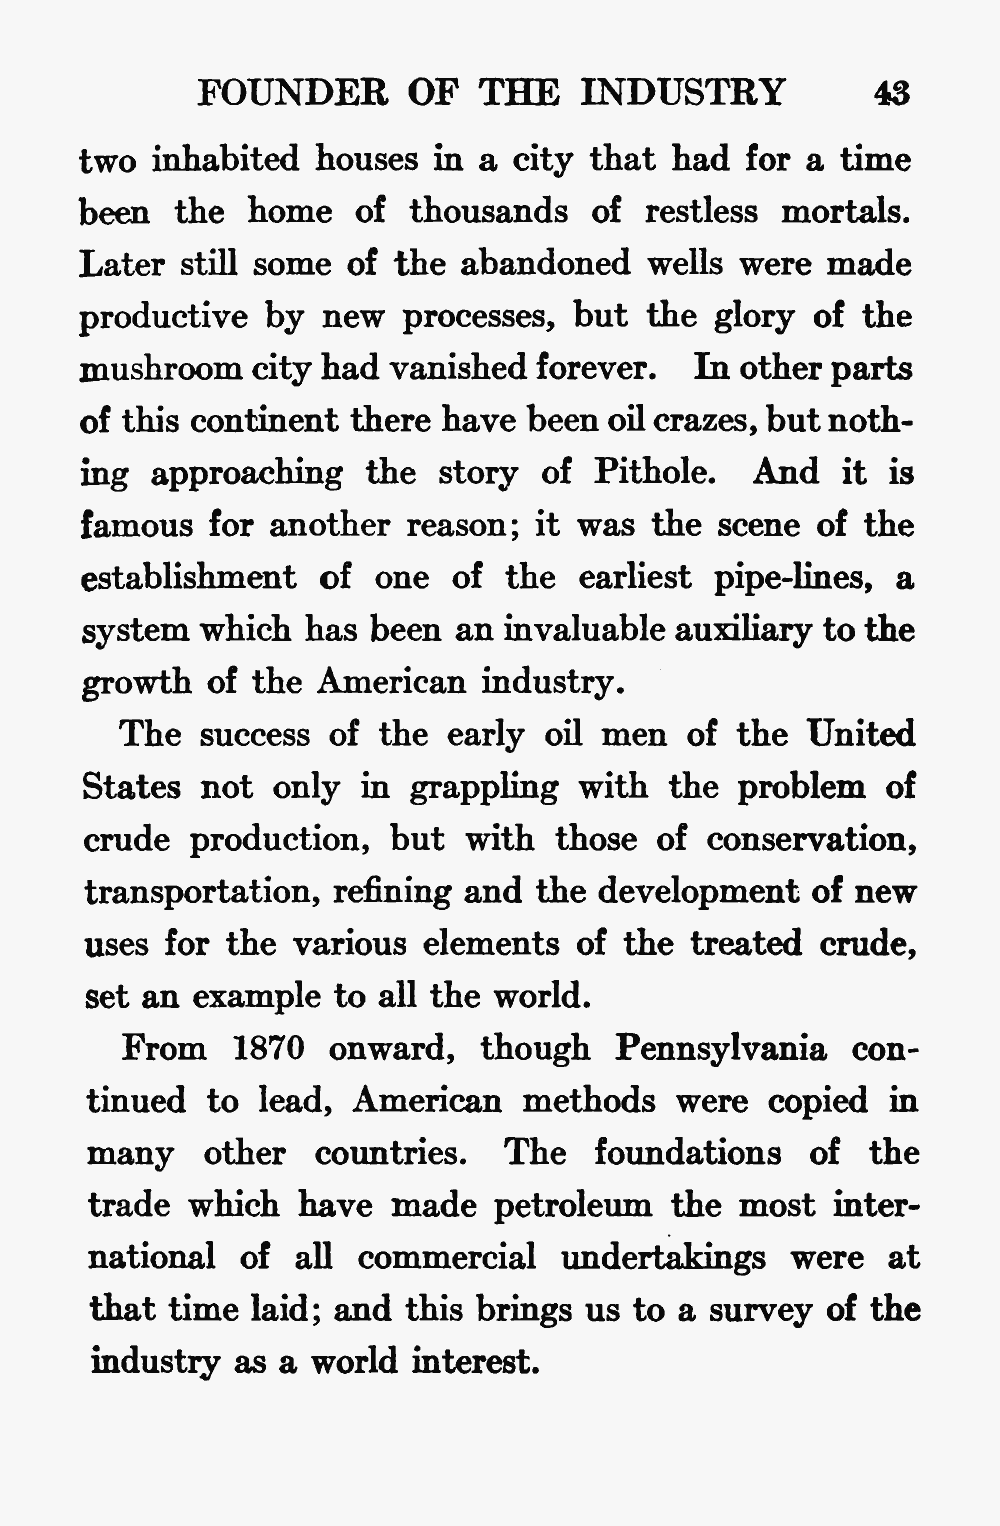 FOUNDER OF THE INDUSTRY 43
two inhabited houses in a city that had for a time
been the home of thousands of restless mortals.
Later still some of the abandoned wells were made
productive by new processes, but the glory of the
mushroom city had vanished forever. In other parts
of this continent there have been oil crazes, but noth-
ing approaching the story of Pithole. And it is
famous for another reason; it was the scene of the
establishment of one of the earliest pipe-lines, a
system which has been an invaluable auxiliary to the
growth of the American industry.
The success of the early oil men of the United
States not only in grappling with the problem of
crude production, but with those of conservation,
transportation, refining and the development of new
uses for the various elements of the treated crude,
set an example to all the world.
From 1870 onward, though Pennsylvania con-
tinued to lead, American methods were copied in
many other countries. The foundations of the
trade which have made petroleum the most inter-
national of all commercial undertakings were at
that time laid; and this brings us to a survey of the
industry as a world interest.